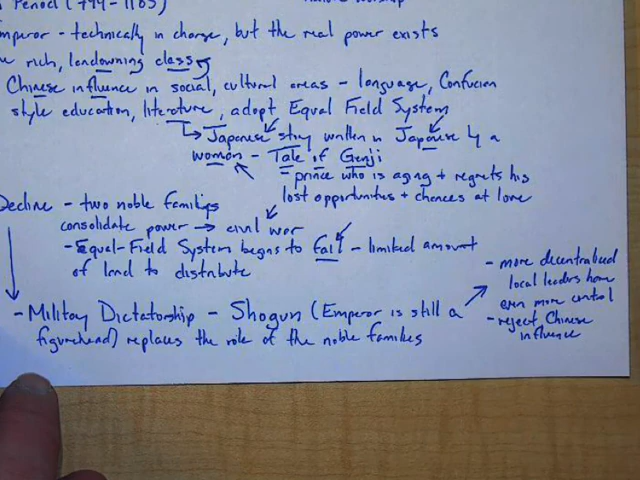 Period (794-1185)
Emperor - technically in charge, but the real power exists
rich, landowning class
Chinese influence in social, cultural areas - language, Confucian
style education, literature, adopt Equal Field System
Japanese story written in Japanese by a
woman - Tale of Genji
= prince who is aging + regrets his
lost opportunities + chances at love
Decline - two noble families
consolidate power → civil war
- Equal-Field System begins to fail - limited amount
of land to distribute
- Military Dictatorship - Shogun (Emperor is still a
figurehead) replaces the role of the noble families
- more decentralized
local leaders have
even more control
- reject Chinese
influence